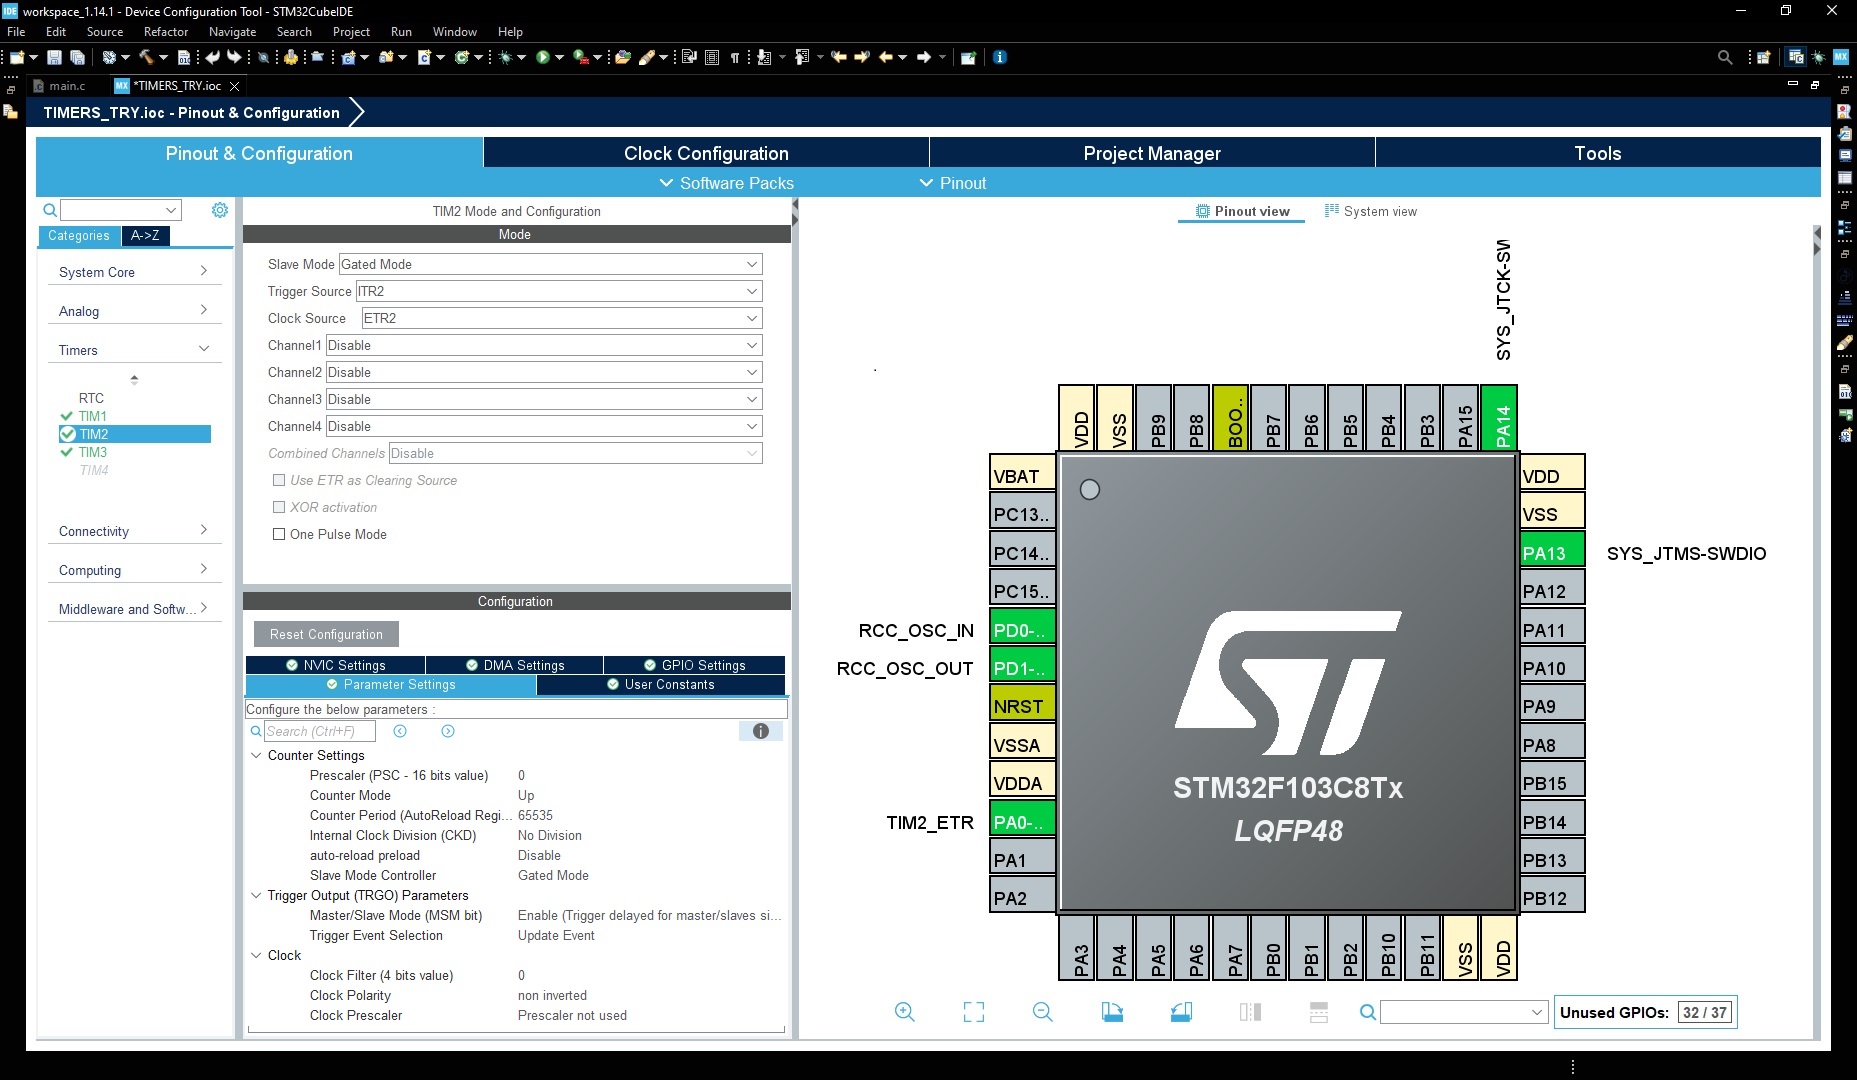 IDE workspace_1.14.1 - Device Configuration Tool - STM32CubeIDE
File Edit Source Refactor Navigate Search Project Run Window Help
main.c
MX *TIMERS_TRY.ioc
TIMERS_TRY.ioc - Pinout & Configuration
Pinout & Configuration
Clock Configuration
Project Manager
Tools
Software Packs
Pinout
Categories
A->Z
System Core
Analog
Timers
RTC
TIM1
TIM2
TIM3
TIM4
Connectivity
Computing
Middleware and Softw...
TIM2 Mode and Configuration
Mode
Slave Mode Gated Mode
Trigger Source ITR2
Clock Source ETR2
Channel1 Disable
Channel2 Disable
Channel3 Disable
Channel4 Disable
Combined Channels Disable
Use ETR as Clearing Source
XOR activation
One Pulse Mode
Configuration
Reset Configuration
NVIC Settings
DMA Settings
GPIO Settings
Parameter Settings
User Constants
Configure the below parameters :
Search (Ctrl+F)
Counter Settings
Prescaler (PSC - 16 bits value) 0
Counter Mode Up
Counter Period (AutoReload Regi... 65535
Internal Clock Division (CKD) No Division
auto-reload preload Disable
Slave Mode Controller Gated Mode
Trigger Output (TRGO) Parameters
Master/Slave Mode (MSM bit) Enable (Trigger delayed for master/slaves si...
Trigger Event Selection Update Event
Clock
Clock Filter (4 bits value) 0
Clock Polarity non inverted
Clock Prescaler Prescaler not used
Pinout view
System view
SYS_JTCK-SW
VDD
VSS
PB9
PB8
BOO..
PB7
PB6
PB5
PB4
PB3
PA15
PA14
VBAT
PC13..
PC14..
PC15..
RCC_OSC_IN PD0-..
RCC_OSC_OUT PD1-..
NRST
VSSA
VDDA
TIM2_ETR PA0-..
PA1
PA2
ST
STM32F103C8Tx
LQFP48
VDD
VSS
PA13 SYS_JTMS-SWDIO
PA12
PA11
PA10
PA9
PA8
PB15
PB14
PB13
PB12
PA3
PA4
PA5
PA6
PA7
PB0
PB1
PB2
PB10
PB11
VSS
VDD
Unused GPIOs: 32 / 37
MX